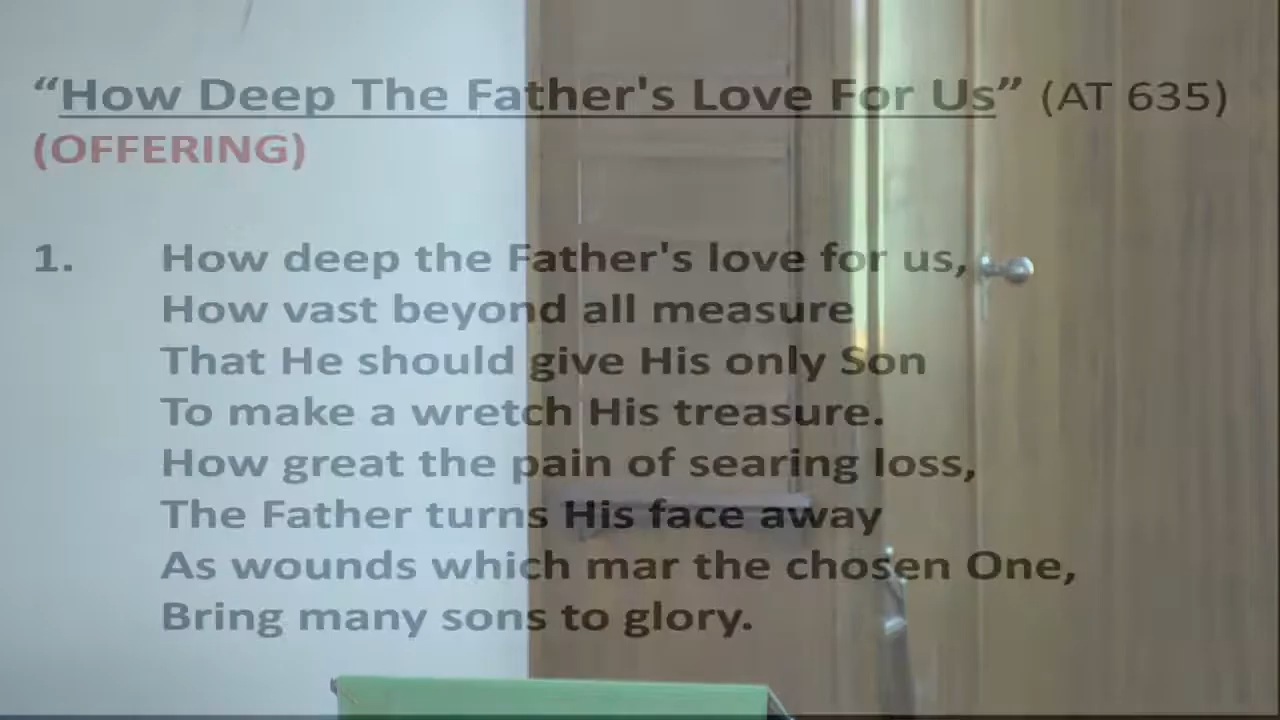 “How Deep The Father's Love For Us” (AT 635)
(OFFERING)
1. How deep the Father's love for us,
How vast beyond all measure
That He should give His only Son
To make a wretch His treasure.
How great the pain of searing loss,
The Father turns His face away
As wounds which mar the chosen One,
Bring many sons to glory.